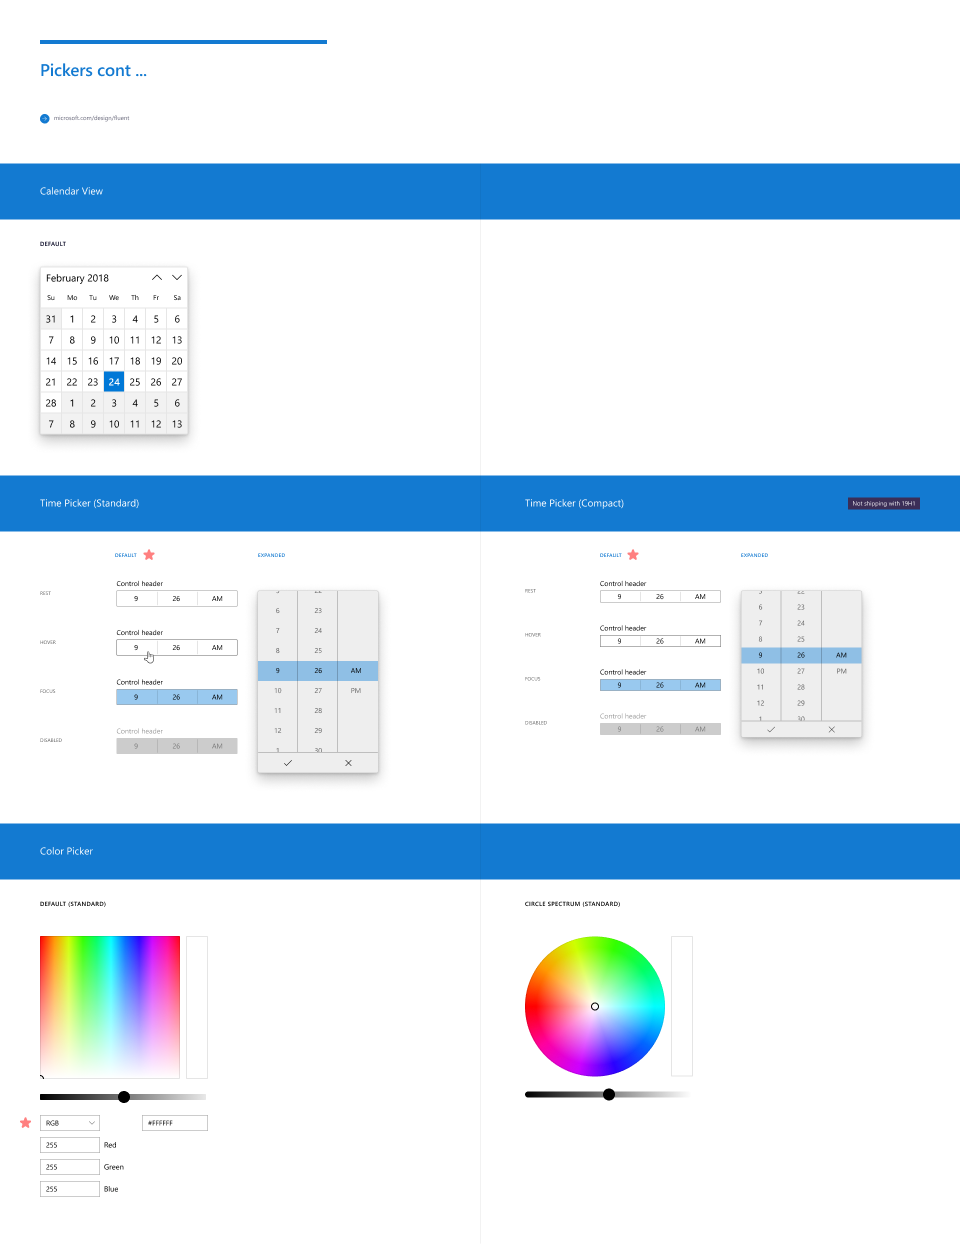 Pickers cont ...
microsoft.com/design/fluent
Calendar View
DEFAULT
February 2018
Su Mo Tu We Th Fr Sa
31 1 2 3 4 5 6
7 8 9 10 11 12 13
14 15 16 17 18 19 20
21 22 23 24 25 26 27
28 1 2 3 4 5 6
7 8 9 10 11 12 13
Time Picker (Standard)
DEFAULT
EXPANDED
REST
Control header
9 26 AM
HOVER
Control header
9 26 AM
FOCUS
Control header
9 26 AM
DISABLED
Control header
9 26 AM
6 23
7 24
8 25
9 26 AM
10 27 PM
11 28
12 29
1 30
Time Picker (Compact)
Not shipping with 19H1
DEFAULT
EXPANDED
REST
Control header
9 26 AM
HOVER
Control header
9 26 AM
FOCUS
Control header
9 26 AM
DISABLED
Control header
9 26 AM
5 22
6 23
7 24
8 25
9 26 AM
10 27 PM
11 28
12 29
1 30
Color Picker
DEFAULT (STANDARD)
RGB
#FFFFFF
255 Red
255 Green
255 Blue
CIRCLE SPECTRUM (STANDARD)